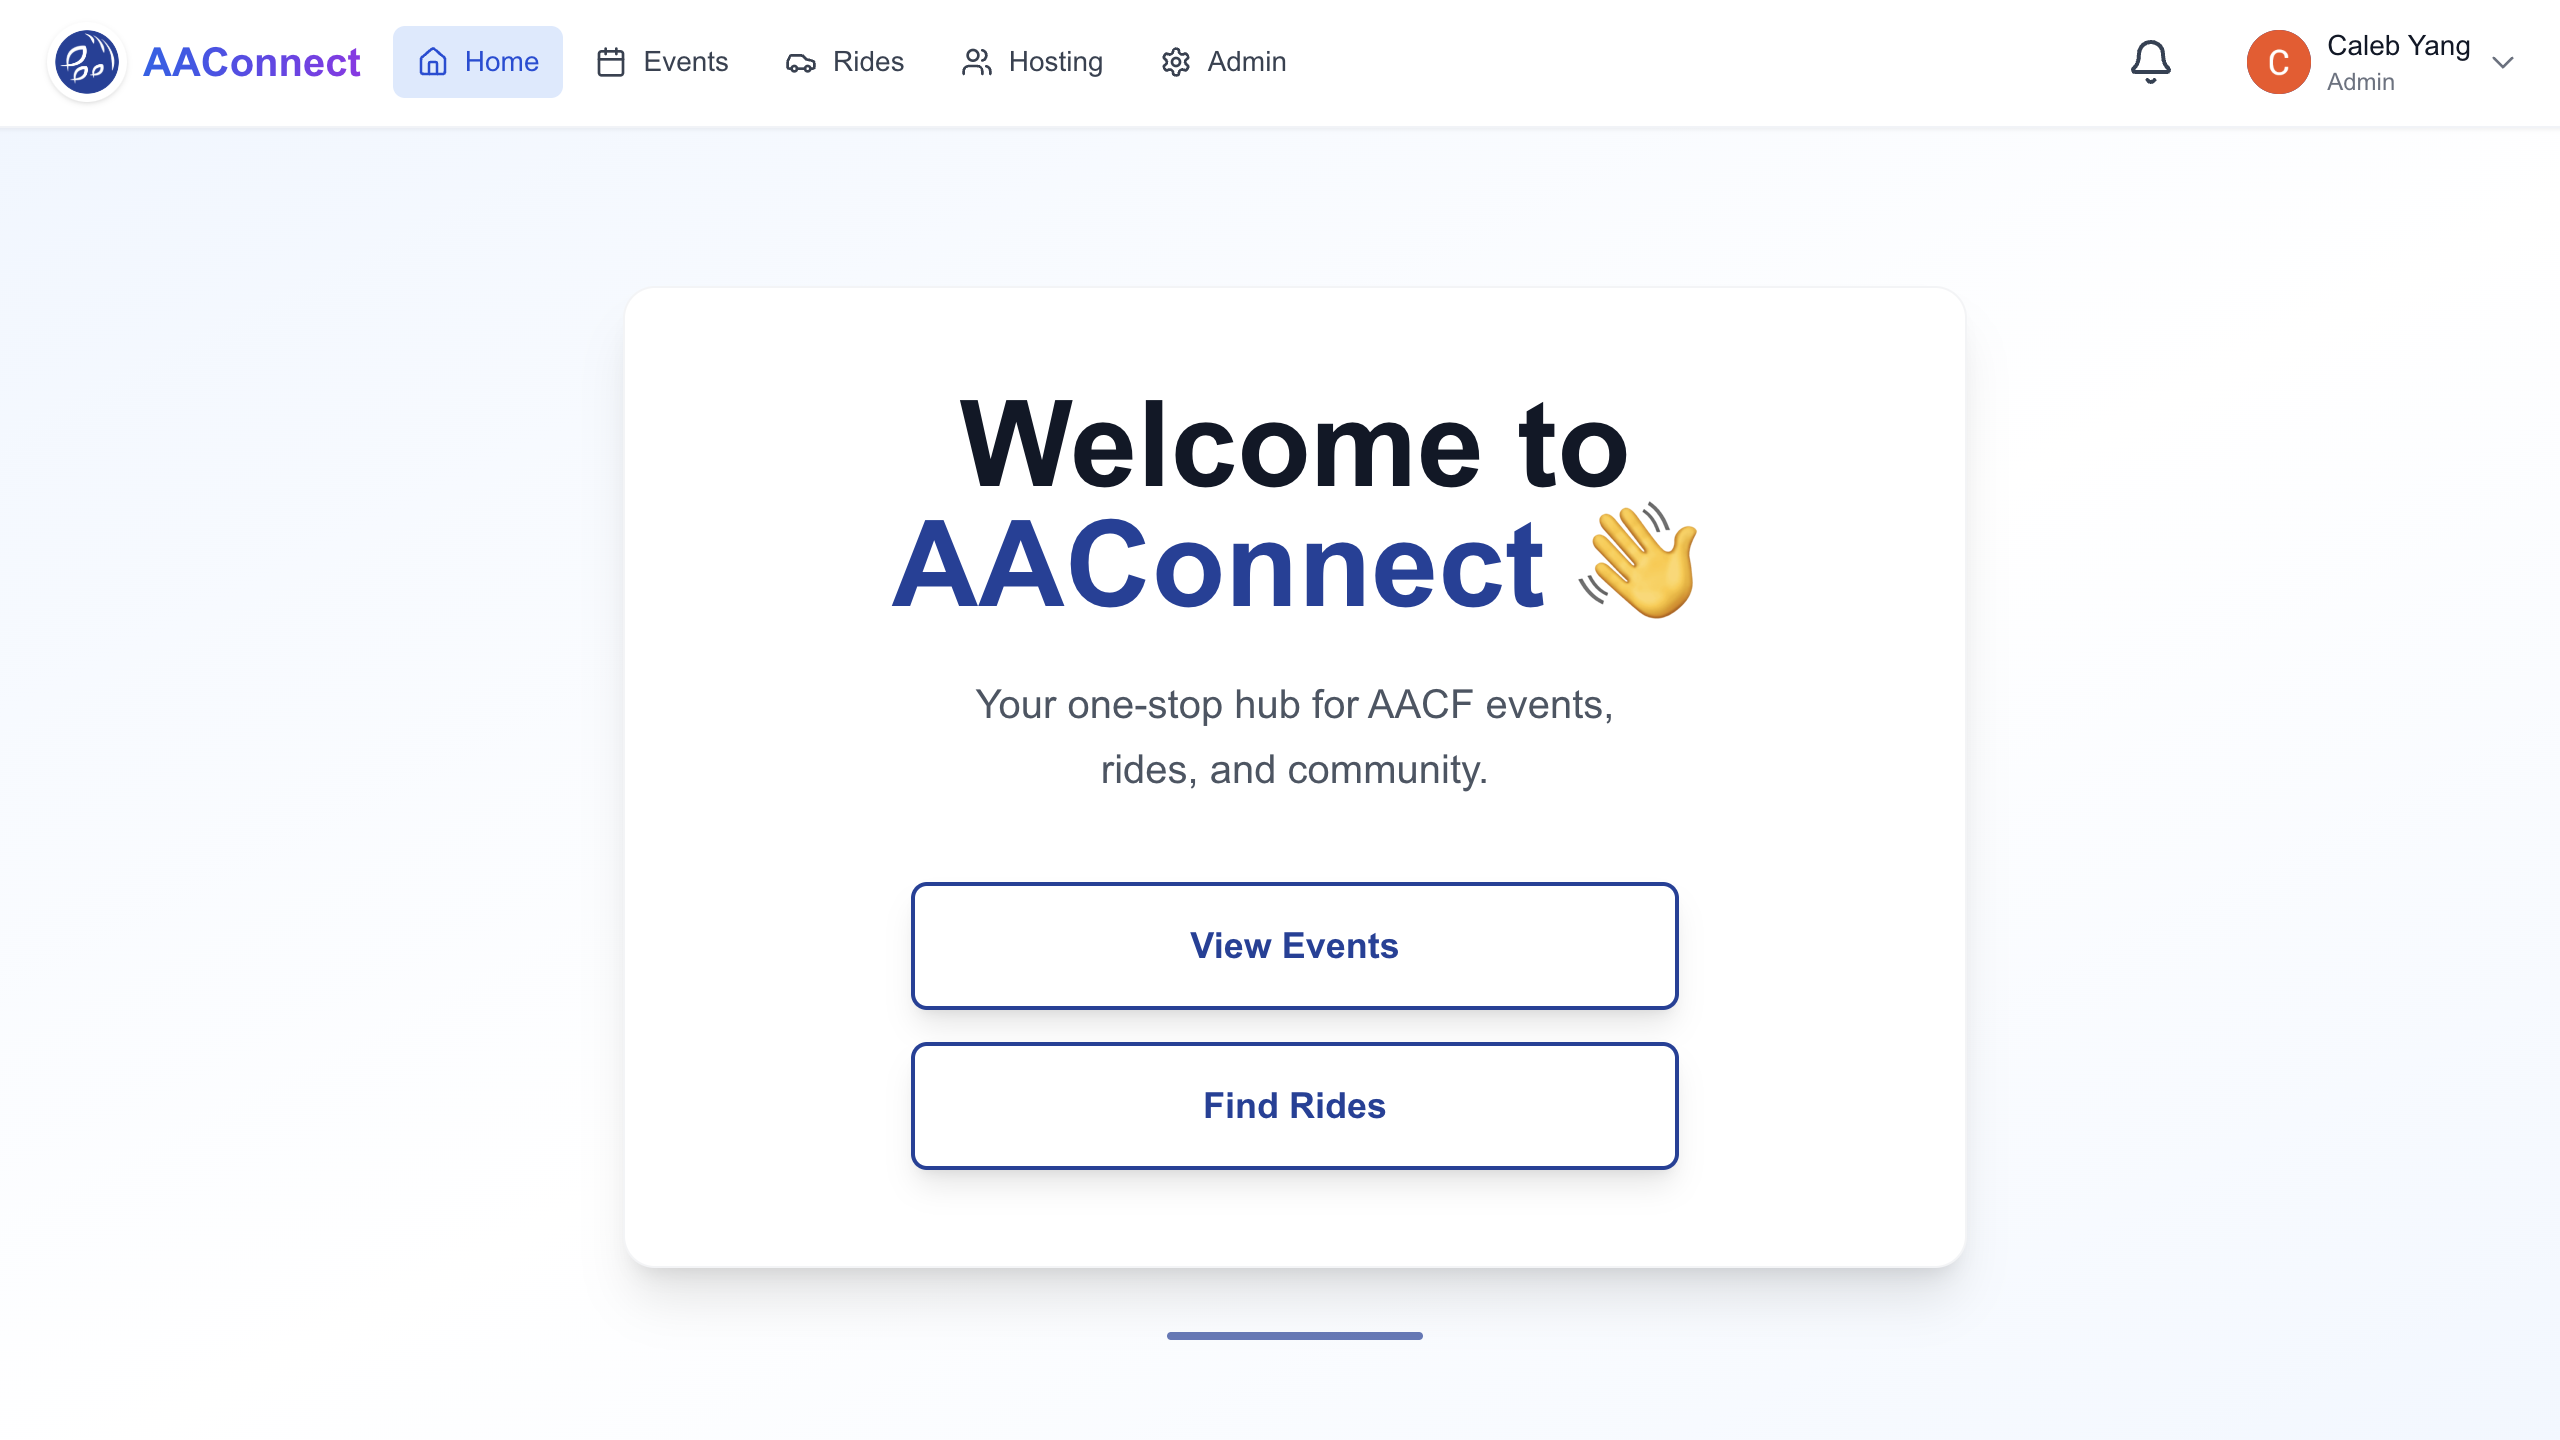 AAConnect
Home
Events
Rides
Hosting
Admin
C
Caleb Yang
Admin
Welcome to
AAConnect 👋
Your one-stop hub for AACF events,
rides, and community.
View Events
Find Rides